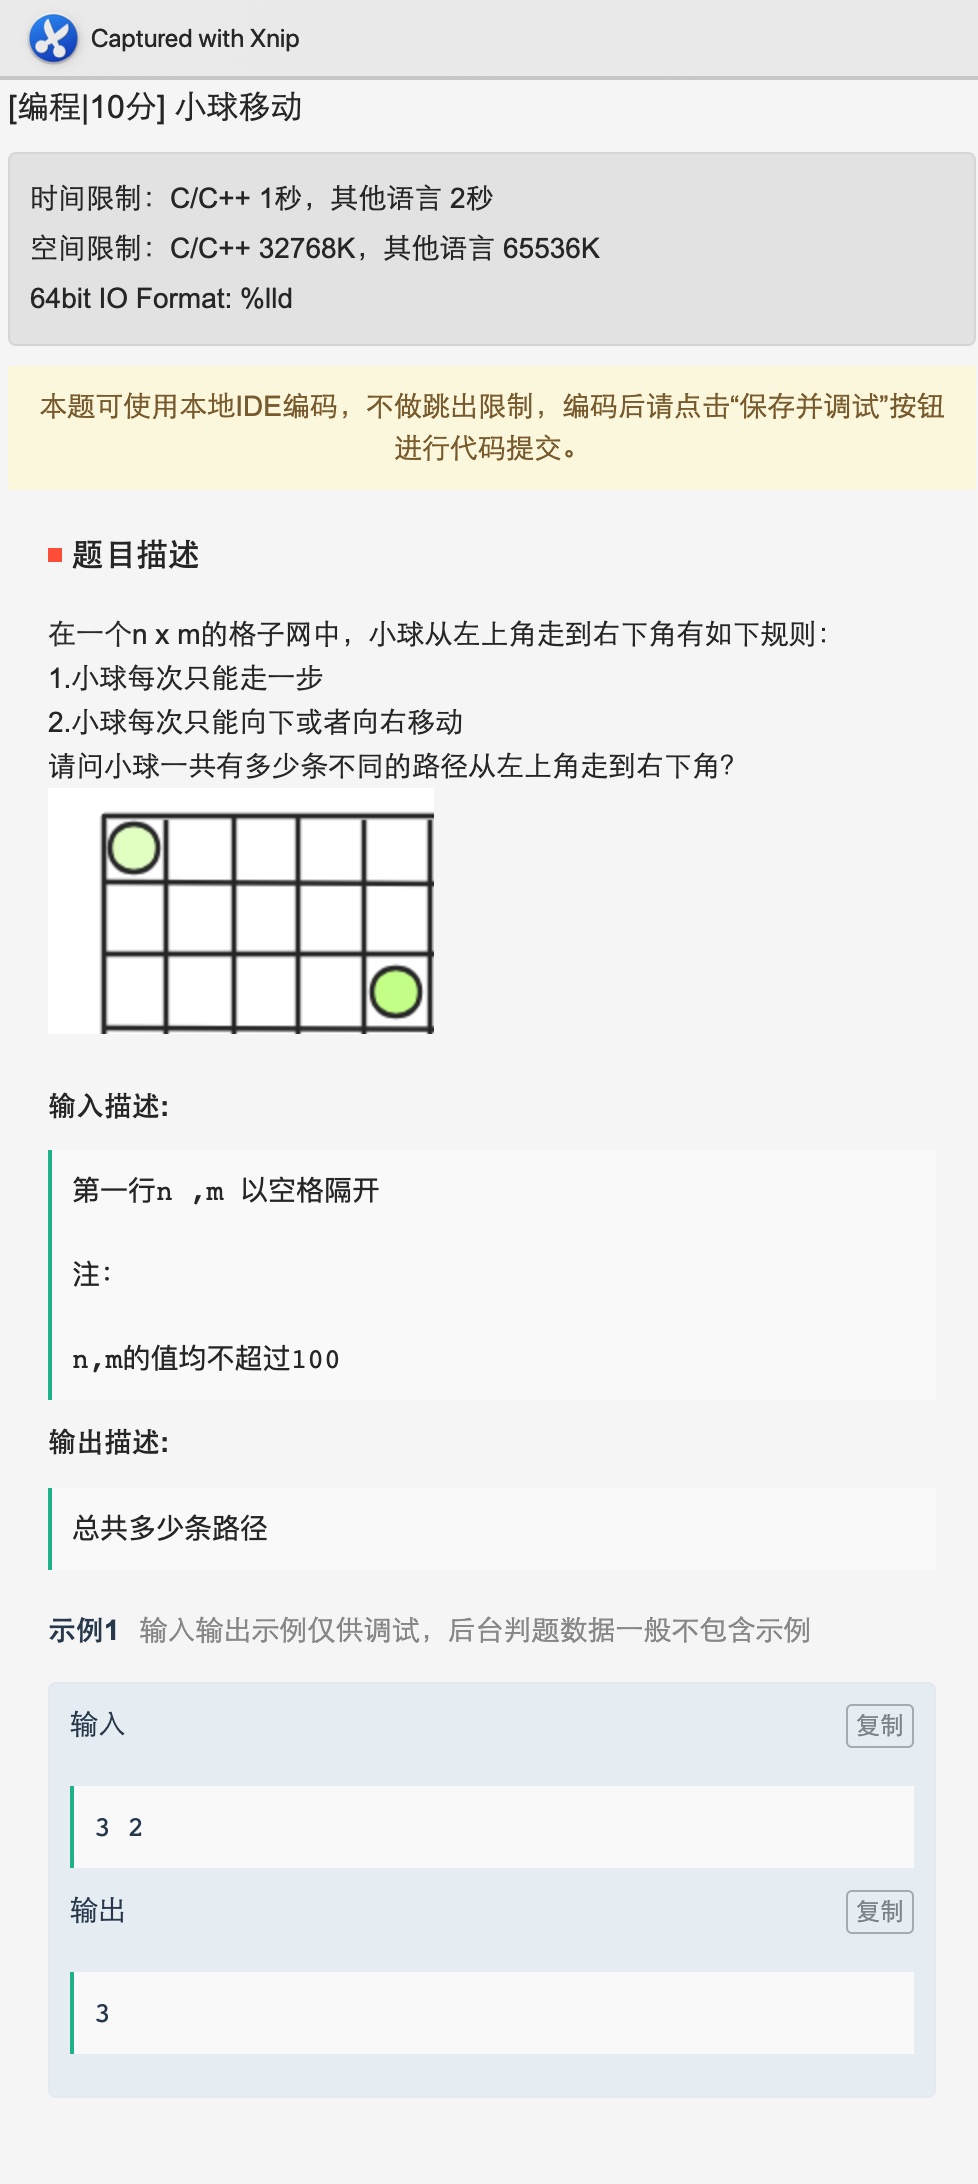 Captured with Xnip
[编程|10分] 小球移动
时间限制：C/C++ 1秒，其他语言 2秒
空间限制：C/C++ 32768K，其他语言 65536K
64bit IO Format: %lld
本题可使用本地IDE编码，不做跳出限制，编码后请点击“保存并调试”按钮
进行代码提交。
题目描述
在一个n x m的格子网中，小球从左上角走到右下角有如下规则：
1.小球每次只能走一步
2.小球每次只能向下或者向右移动
请问小球一共有多少条不同的路径从左上角走到右下角？
输入描述:
第一行n ,m 以空格隔开
注：
n,m的值均不超过100
输出描述:
总共多少条路径
示例1 输入输出示例仅供调试，后台判题数据一般不包含示例
输入 复制
3 2
输出 复制
3